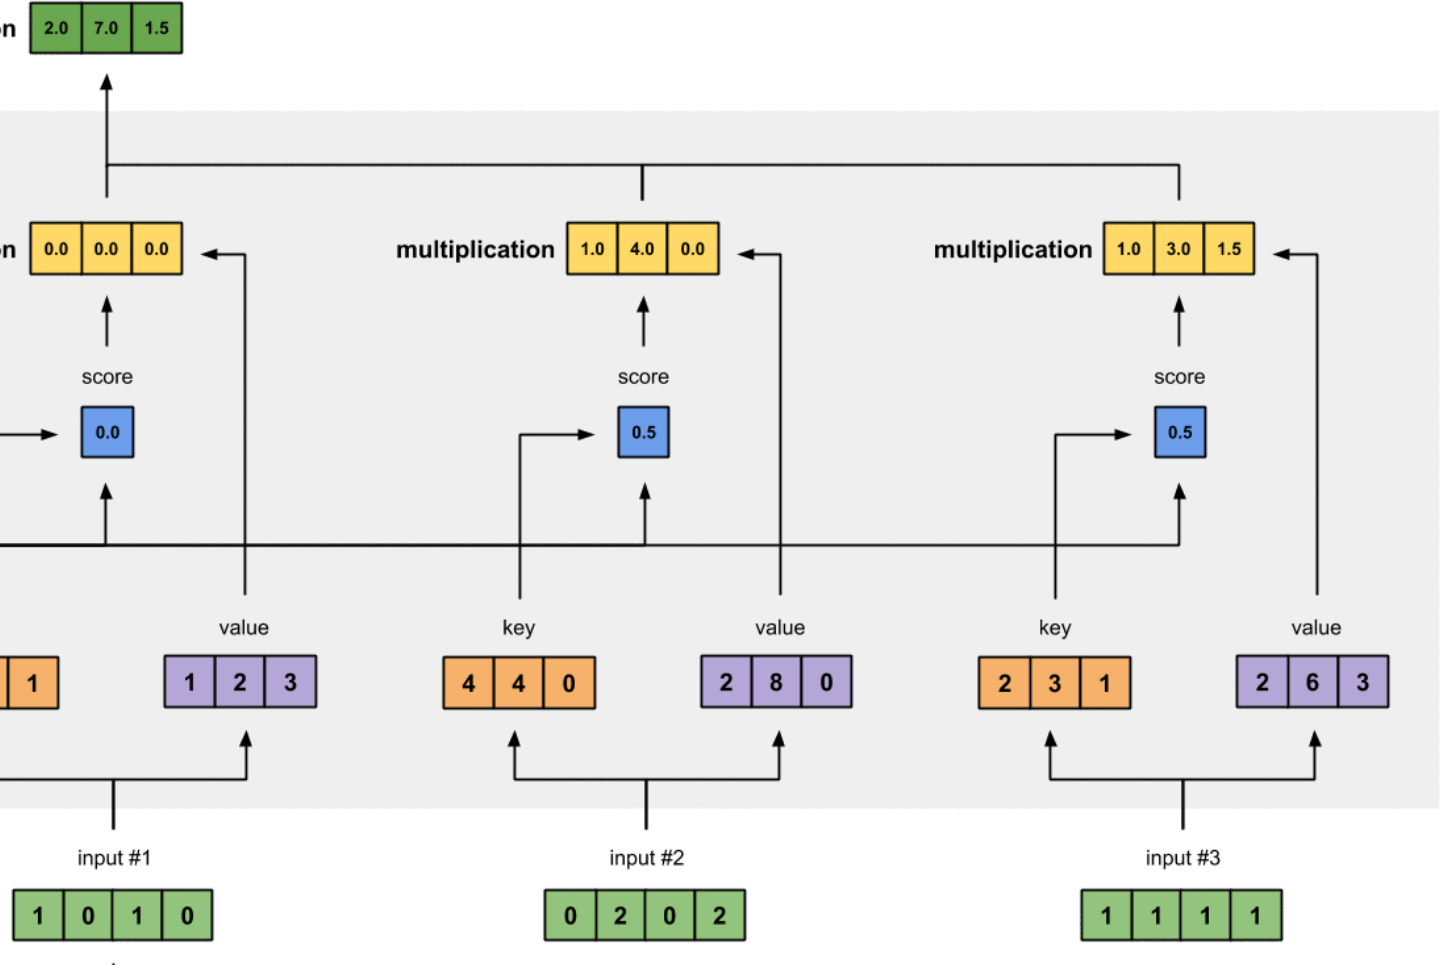 on 2.0 7.0 1.5
on 0.0 0.0 0.0 multiplication 1.0 4.0 0.0 multiplication 1.0 3.0 1.5
score score score
0.0 0.5 0.5
value key value key value
1 1 2 3 4 4 0 2 8 0 2 3 1 2 6 3
input #1 input #2 input #3
1 0 1 0 0 2 0 2 1 1 1 1